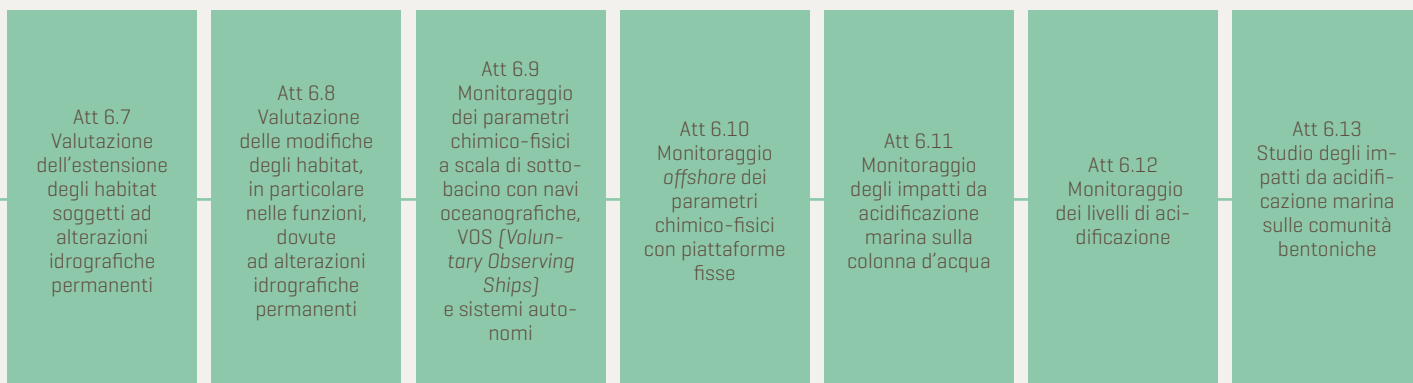 Att 6.7
Valutazione
dell'estensione
degli habitat
soggetti ad
alterazioni
idrografiche
permanenti
Att 6.8
Valutazione
delle modifiche
degli habitat,
in particolare
nelle funzioni,
dovute
ad alterazioni
idrografiche
permanenti
Att 6.9
Monitoraggio
dei parametri
chimico-fisici
a scala di sotto-
bacino con navi
oceanografiche,
VOS (Volun-
tary Observing
Ships)
e sistemi auto-
nomi
Att 6.10
Monitoraggio
offshore dei
parametri
chimico-fisici
con piattaforme
fisse
Att 6.11
Monitoraggio
degli impatti da
acidificazione
marina sulla
colonna d'acqua
Att 6.12
Monitoraggio
dei livelli di aci-
dificazione
Att 6.13
Studio degli im-
patti da acidifi-
cazione marina
sulle comunità
bentoniche